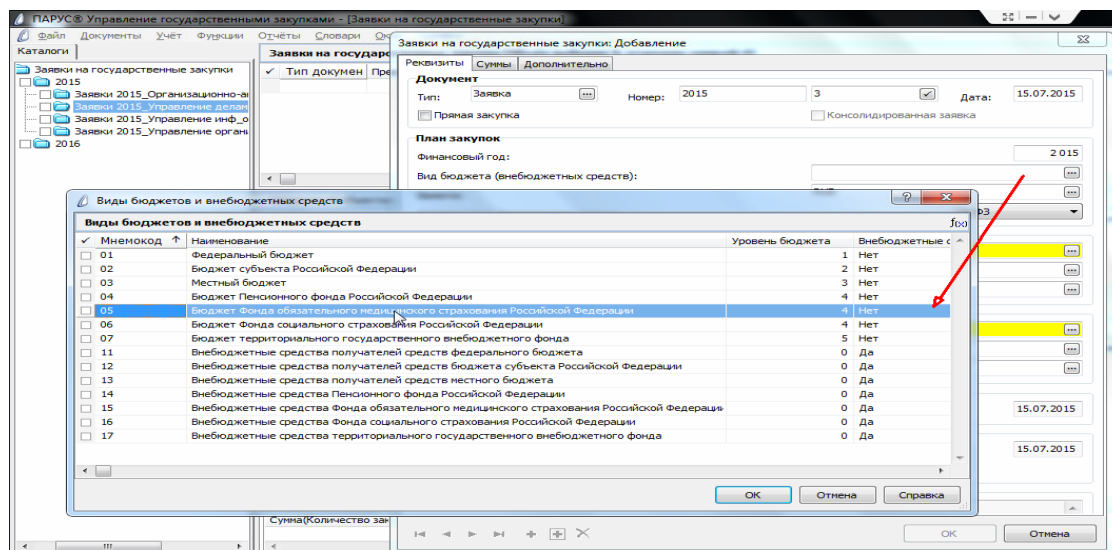 ПАРУС® Управление государственными закупками - [Заявки на государственные закупки]
Файл Документы Учёт Функции Отчёты Словари
Каталоги
Заявки на государственные закупки
2015
Заявки 2015_Организационно-
Заявки 2015_Управление делам
Заявки 2015_Управление инф_о
Заявки 2015_Управление орган
2016
Заявки на государс
✓ Тип докумен Пре
Сумма(Количество зак
Заявки на государственные закупки: Добавление
Реквизиты Суммы Дополнительно
Документ
Тип: Заявка ... Номер: 2015 3 Дата: 15.07.2015
Прямая закупка Консолидированная заявка
План закупок
Финансовый год: 2 015
Вид бюджета (внебюджетных средств): ...
ФЗ
15.07.2015
15.07.2015
ОК Отмена
Виды бюджетов и внебюджетных средств
Виды бюджетов и внебюджетных средств f(x)
✓ Мнемокод ↑ Наименование Уровень бюджета Внебюджетные с
01 Федеральный бюджет 1 Нет
02 Бюджет субъекта Российской Федерации 2 Нет
03 Местный бюджет 3 Нет
04 Бюджет Пенсионного фонда Российской Федерации 4 Нет
05 Бюджет Фонда обязательного медицинского страхования Российской Федерации 4 Нет
06 Бюджет Фонда социального страхования Российской Федерации 4 Нет
07 Бюджет территориального государственного внебюджетного фонда 5 Нет
11 Внебюджетные средства получателей средств федерального бюджета 0 Да
12 Внебюджетные средства получателей средств бюджета субъекта Российской Федерации 0 Да
13 Внебюджетные средства получателей средств местного бюджета 0 Да
14 Внебюджетные средства Пенсионного фонда Российской Федерации 0 Да
15 Внебюджетные средства Фонда обязательного медицинского страхования Российской Федераци 0 Да
16 Внебюджетные средства Фонда социального страхования Российской Федерации 0 Да
17 Внебюджетные средства территориального государственного внебюджетного фонда 0 Да
ОК Отмена Справка